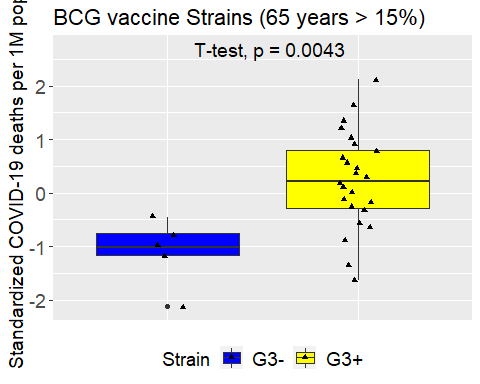 BCG vaccine Strains (65 years > 15%)
Standardized COVID-19 deaths per 1M pop
T-test, p = 0.0043
2
1
0
-1
-2
Strain G3- G3+